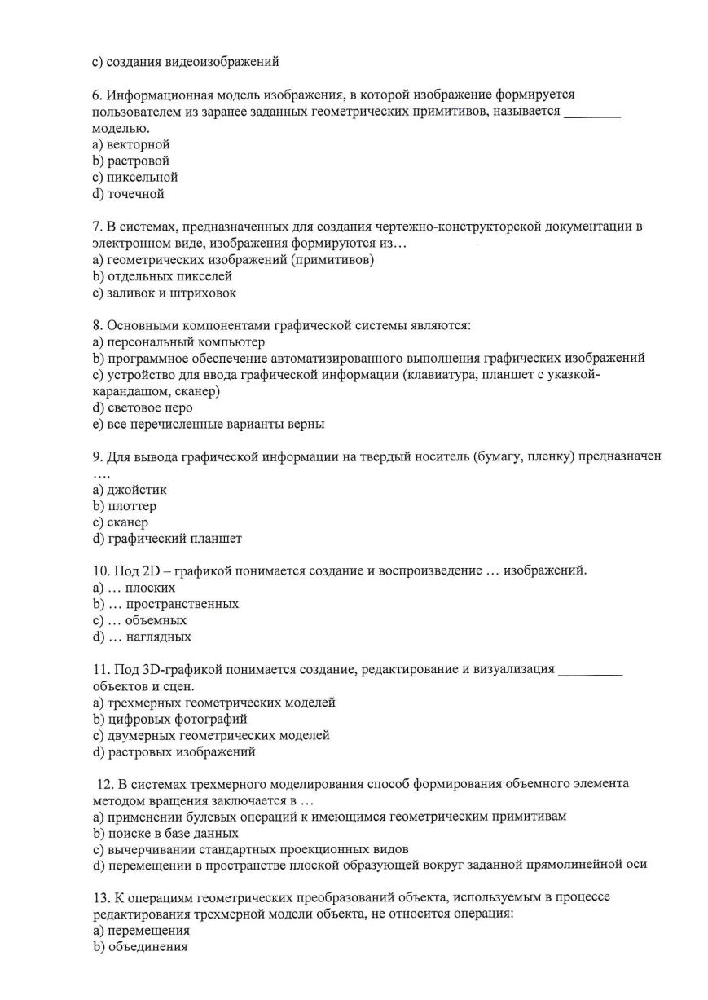 с) создания видеоизображений
6. Информационная модель изображения, в которой изображение формируется
пользователем из заранее заданных геометрических примитивов, называется ________
моделью.
a) векторной
b) растровой
c) пиксельной
d) точечной
7. В системах, предназначенных для создания чертежно-конструкторской документации в
электронном виде, изображения формируются из…
a) геометрических изображений (примитивов)
b) отдельных пикселей
c) заливок и штриховок
8. Основными компонентами графической системы являются:
a) персональный компьютер
b) программное обеспечение автоматизированного выполнения графических изображений
c) устройство для ввода графической информации (клавиатура, планшет с указкой-
карандашом, сканер)
d) световое перо
e) все перечисленные варианты верны
9. Для вывода графической информации на твердый носитель (бумагу, пленку) предназначен
….
a) джойстик
b) плоттер
c) сканер
d) графический планшет
10. Под 2D – графикой понимается создание и воспроизведение … изображений.
a) … плоских
b) … пространственных
c) … объемных
d) … наглядных
11. Под 3D-графикой понимается создание, редактирование и визуализация _________
объектов и сцен.
a) трехмерных геометрических моделей
b) цифровых фотографий
c) двумерных геометрических моделей
d) растровых изображений
12. В системах трехмерного моделирования способ формирования объемного элемента
методом вращения заключается в …
a) применении булевых операций к имеющимся геометрическим примитивам
b) поиске в базе данных
c) вычерчивании стандартных проекционных видов
d) перемещении в пространстве плоской образующей вокруг заданной прямолинейной оси
13. К операциям геометрических преобразований объекта, используемым в процессе
редактирования трехмерной модели объекта, не относится операция:
a) перемещения
b) объединения